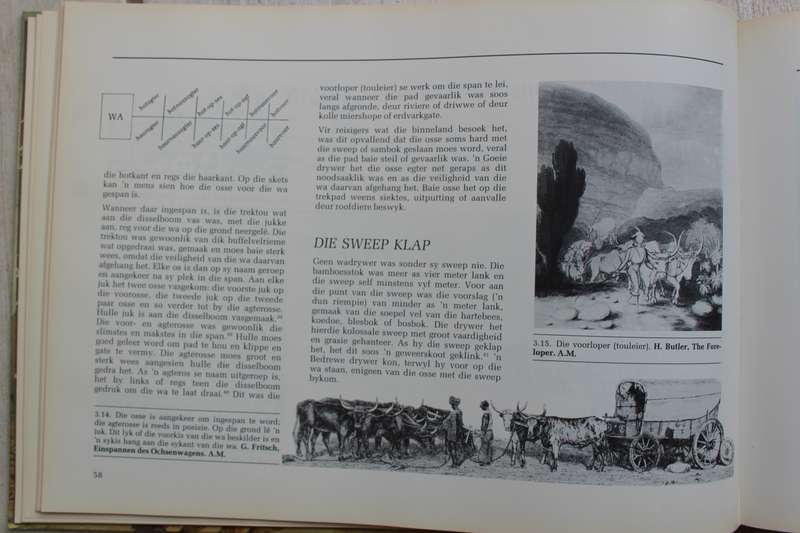 WA
die hotkant en regs die haarkant. Op die skets
kan 'n mens sien hoe die osse voor die wa
gespan is.
Wanneer daar ingespan is, is die trektou wat
aan die disselboom vas was, met die jukke
aan, reg voor die wa op die grond neergelê. Die
trektou was gewoonlik van dik buffelvelrieme
wat opgedraai was, gemaak en moes baie sterk
wees, omdat die veiligheid van die wa daarvan
afgehang het. Elke os is dan op sy naam geroep
en aangekeer na sy plek in die span. Aan elke
juk het twee osse vasgekom: die voorste juk op
die voorosse, die tweede juk op die tweede
paar osse en so verder tot by die agterosse.
Hulle juk is aan die disselboom vasgemaak.
Die voor- en agterosse was gewoonlik die
slimstes en makstes in die span. Hulle moes
goed geleer word om pad te hou en klippe en
gate te vermy. Die agterosse moes groot en
sterk wees aangesien hulle die disselboom
gedra het. As 'n agteros se naam uitgeroep is,
het hy links of regs teen die disselboom
gedruk om die wa te laat draai. Dit was die
3.14. Die osse is aangekeer om ingespan te word;
die agterosse is reeds in posisie. Op die grond lê 'n
juk. Dit lyk of die voorkis van die wa beskilder is en
'n sykis hang aan die sykant van die wa. G. Fritsch,
Einspannen des Ochsenwagens. A.M.
58
voorloper (touleier) se werk om die span te lei,
veral wanneer die pad gevaarlik was soos
langs afgronde, deur riviere of driwwe of deur
kolle miershope of erdvarkgate.
Vir reisigers wat die binneland besoek het,
was dit opvallend dat die osse soms hard met
die sweep of sambok geslaan moes word, veral
as die pad baie steil of gevaarlik was. 'n Goeie
drywer het die osse egter net geraps as dit
noodsaaklik was en as die veiligheid van die
wa daarvan afgehang het. Baie osse het op die
trekpad weens siektes, uitputting of aanvalle
deur roofdiere beswyk.
DIE SWEEP KLAP
Geen wadrywer was sonder sy sweep nie. Die
bamboesstok was meer as vier meter lank en
die sweep self minstens vyf meter. Voor aan
die punt van die sweep was die voorslag ('n
dun riempie) van minder as 'n meter lank,
gemaak van die soepel vel van die hartebees,
koedoe, blesbok of bosbok. Die drywer het
hierdie kolossale sweep met groot vaardigheid
en grasie gehanteer. As hy die sweep geklap
het, het dit soos 'n geweerskoot geklink. 'n
Bedrewe drywer kon, terwyl hy voor op die
wa staan, enigeen van die osse met die sweep
bykom.
3.15. Die voorloper (touleier). H. Butler, The Fore-
loper. A.M.